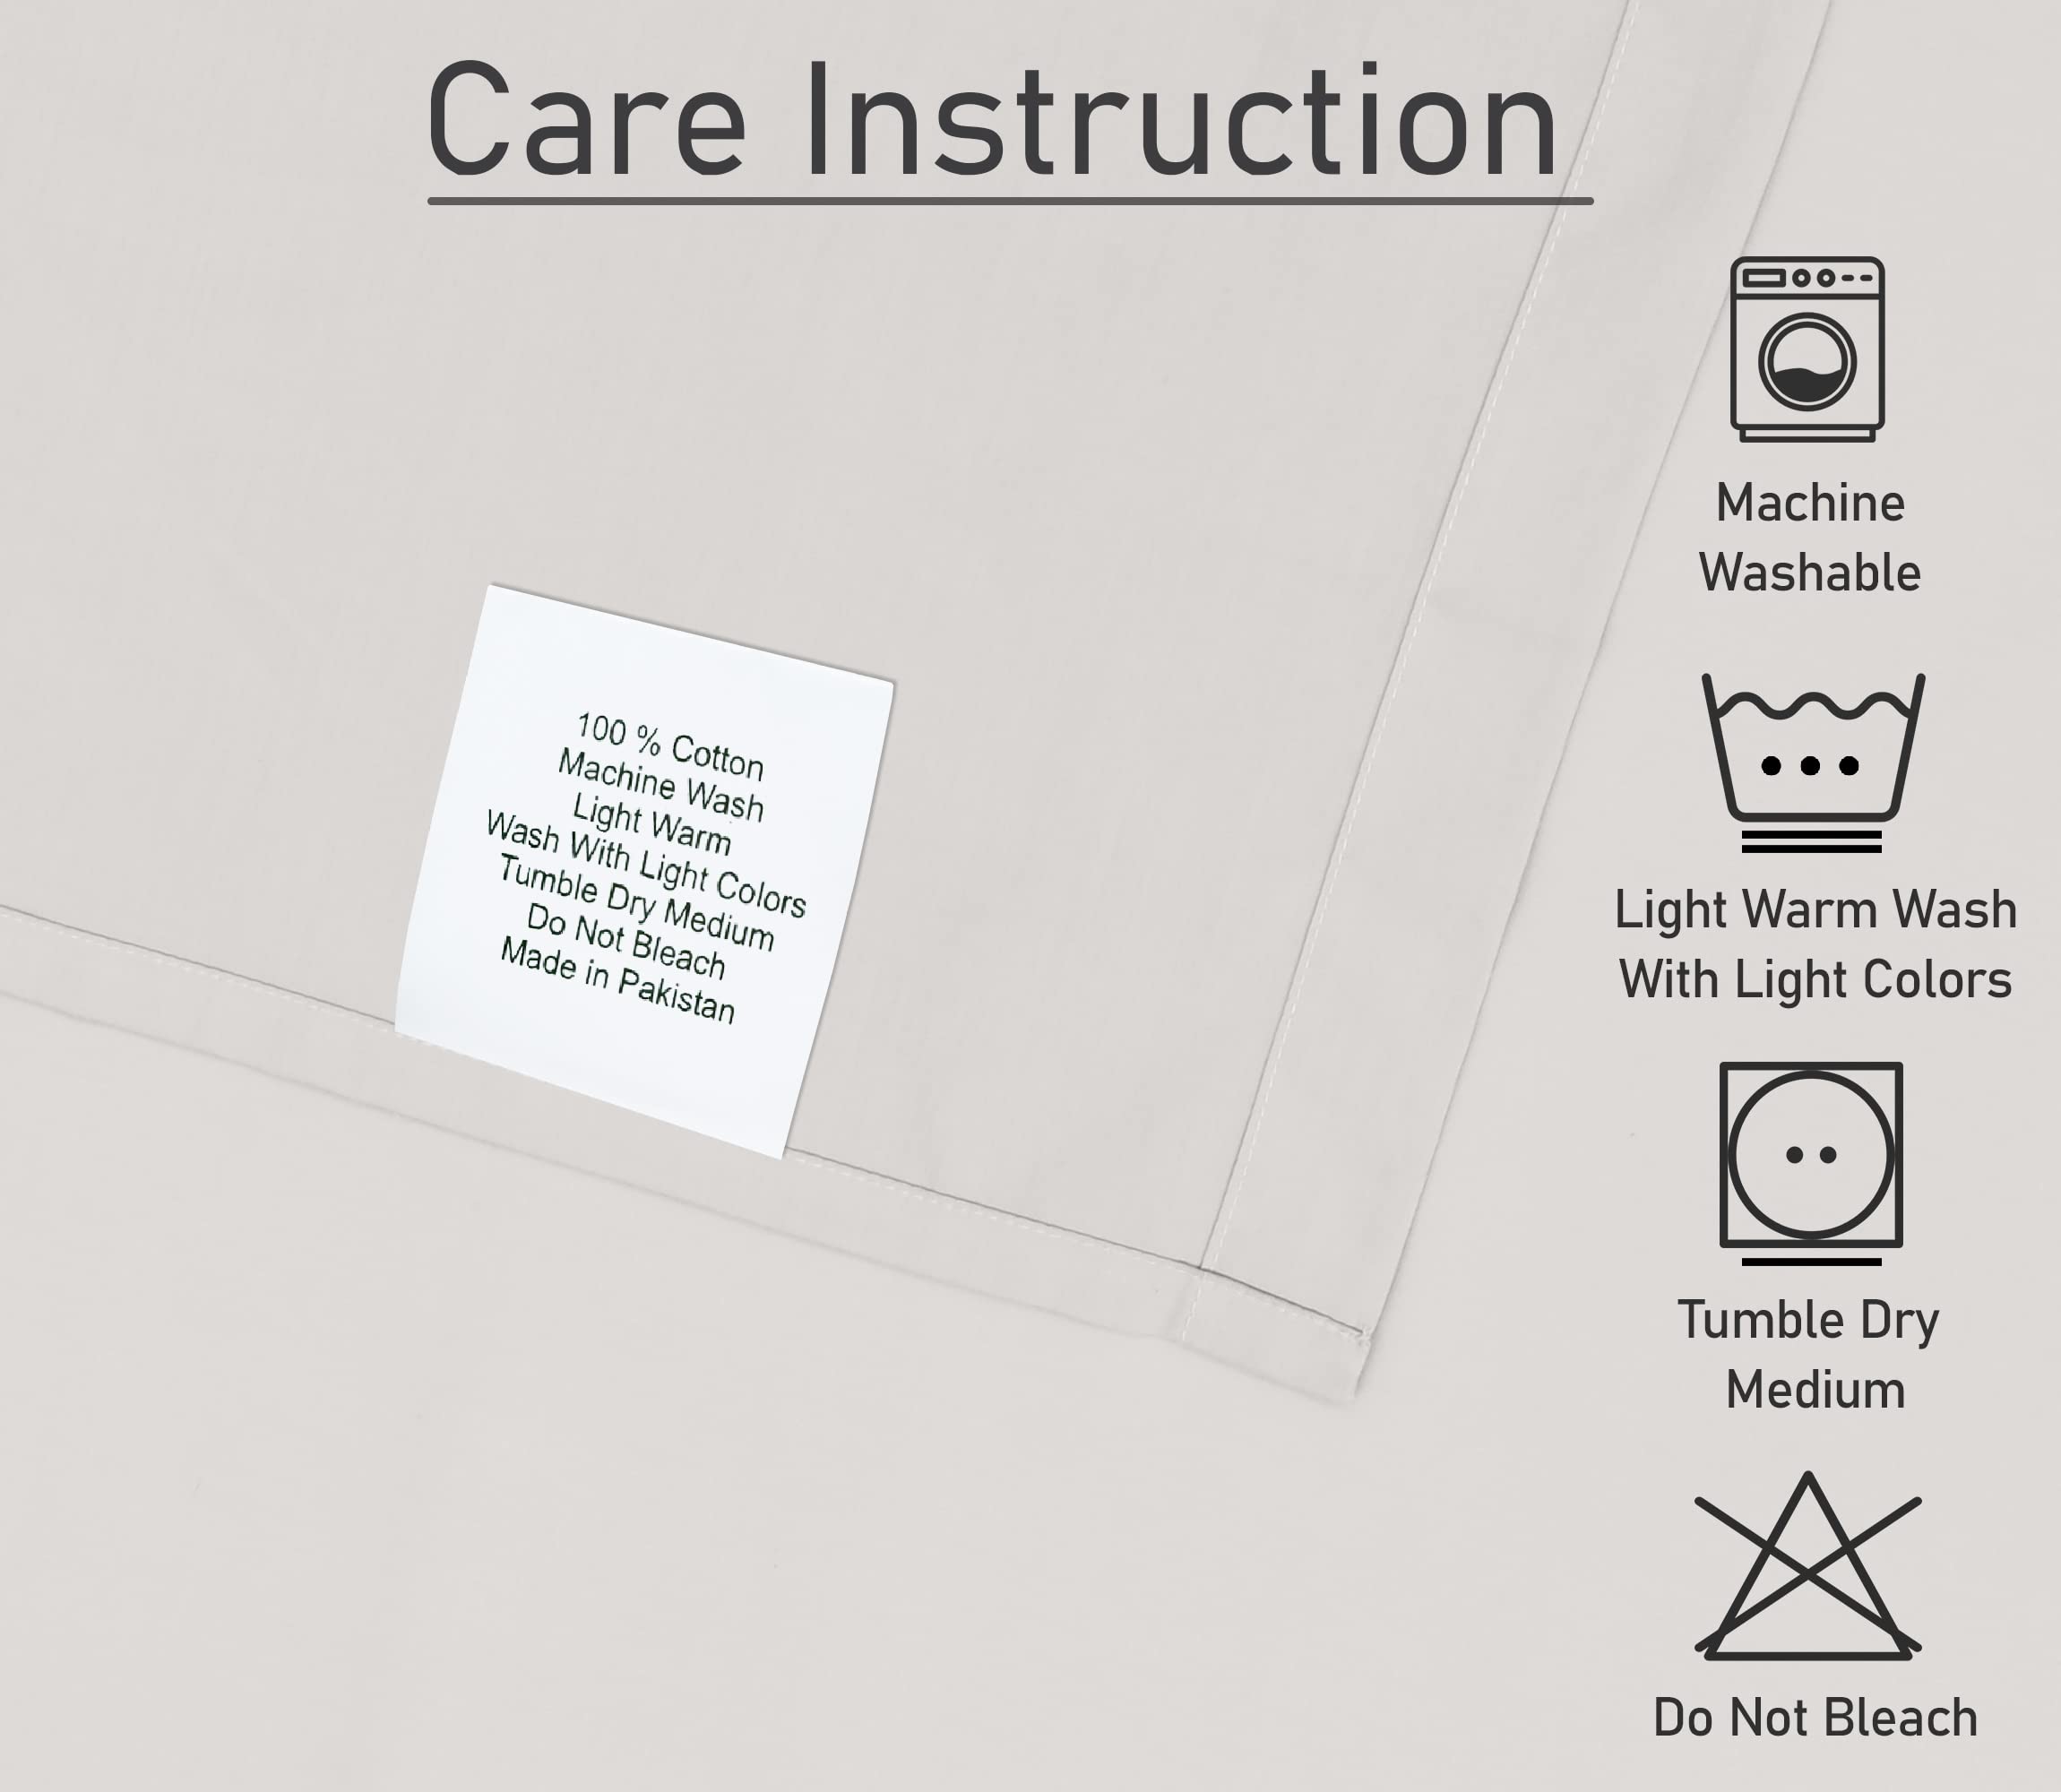 Care Instruction
100 % Cotton
Machine Wash
Light Warm
Wash With Light Colors
Tumble Dry Medium
Do Not Bleach
Made in Pakistan
Machine
Washable
Light Warm Wash
With Light Colors
Tumble Dry
Medium
Do Not Bleach